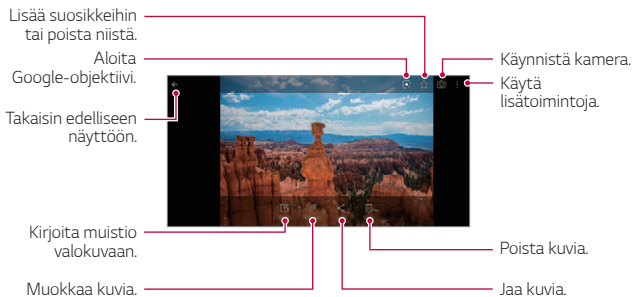 Lisää suosikkeihin
tai poista niistä.
Aloita
Google-objektiivi.
Takaisin edelliseen
näyttöön.
Kirjoita muistio
valokuvaan.
Muokkaa kuvia.
Käynnistä kamera.
Käytä
lisätoimintoja.
Poista kuvia.
Jaa kuvia.